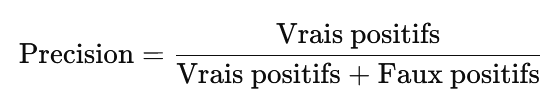 Precision = Vrais positifs / Vrais positifs + Faux positifs